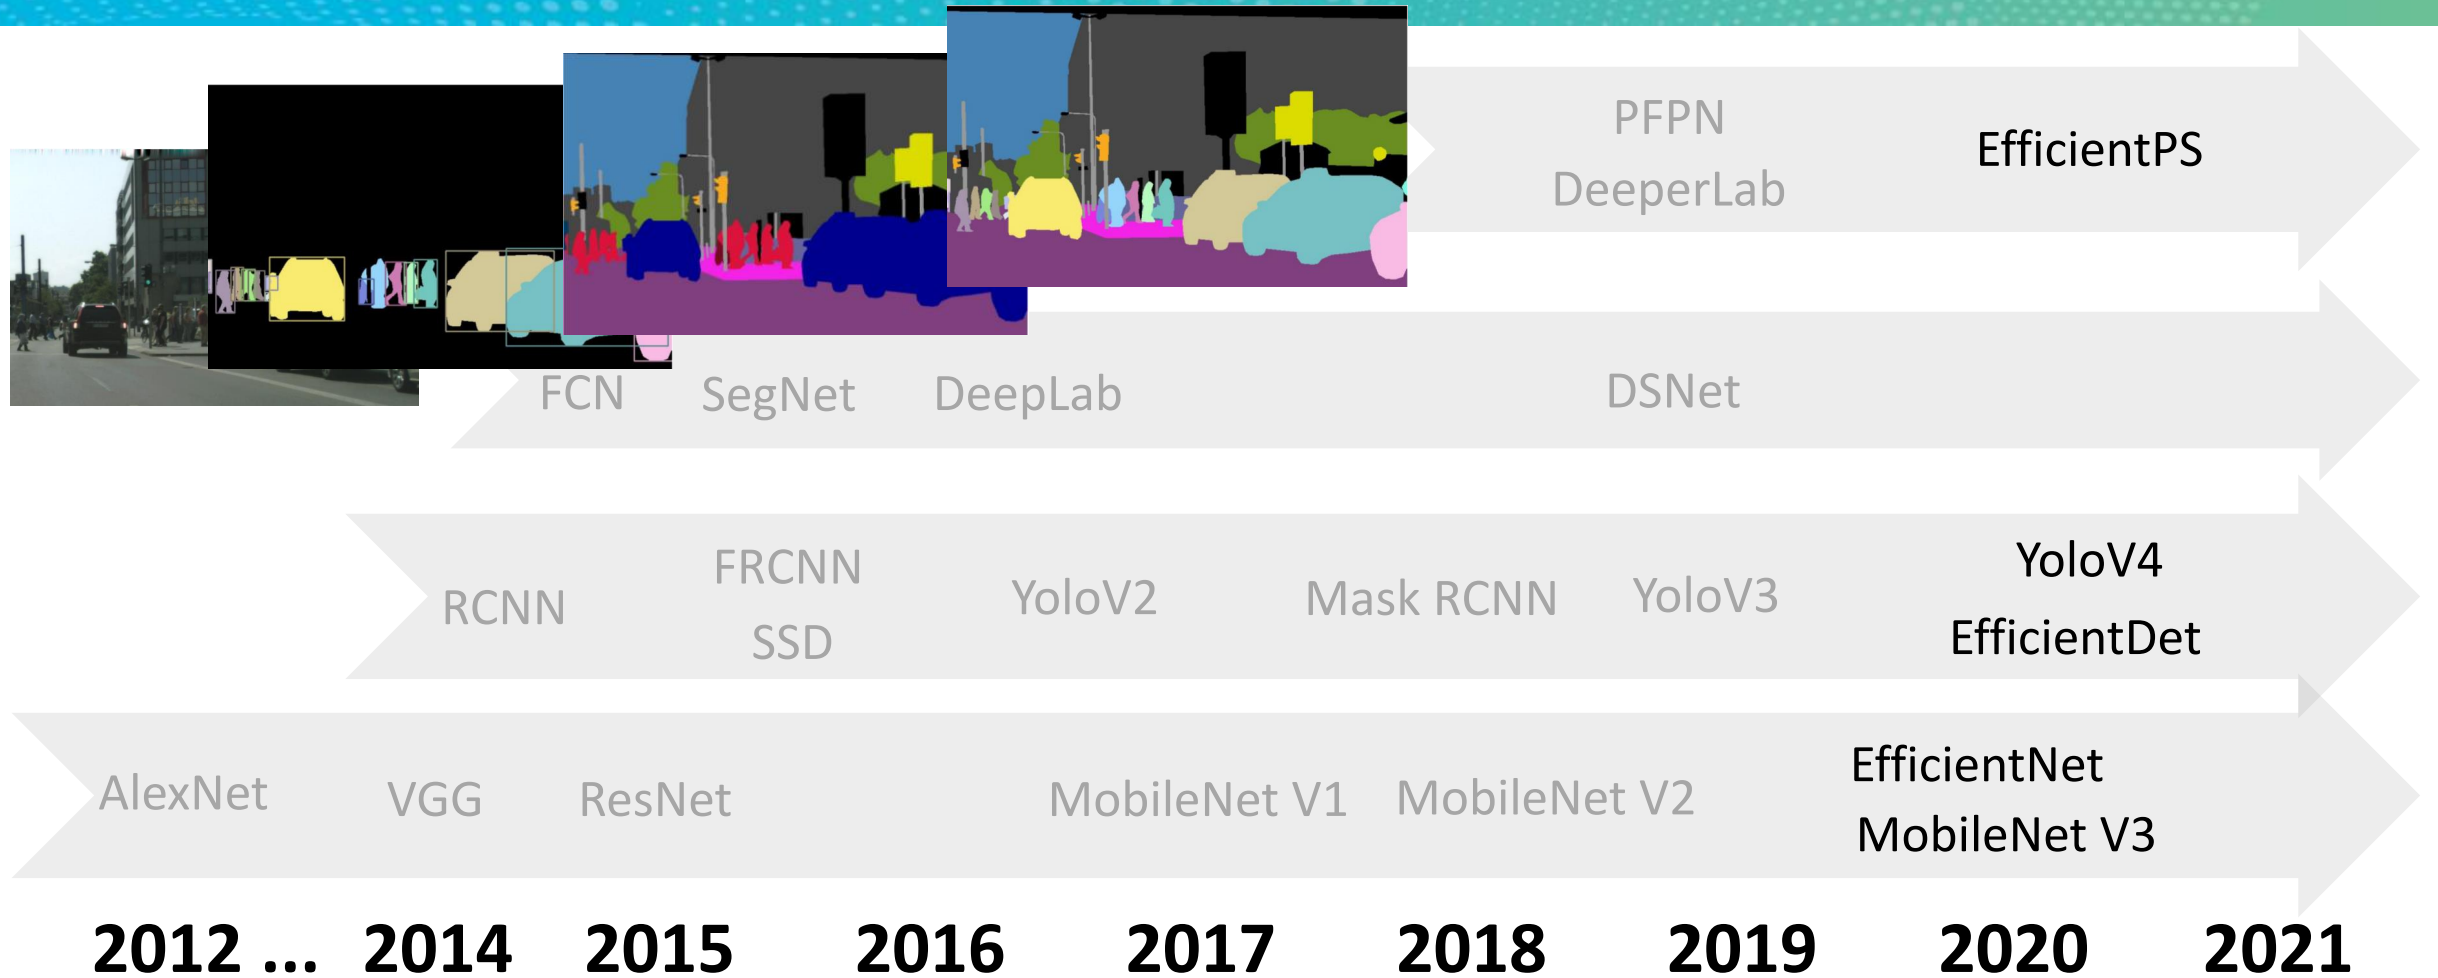 PFPN
DeeperLab
EfficientPS
FCN SegNet DeepLab DSNet
RCNN
FRCNN
SSD
YoloV2
Mask RCNN
YoloV3
YoloV4
EfficientDet
AlexNet VGG ResNet MobileNet V1 MobileNet V2
EfficientNet
MobileNet V3
2012 ... 2014 2015 2016 2017 2018 2019 2020 2021